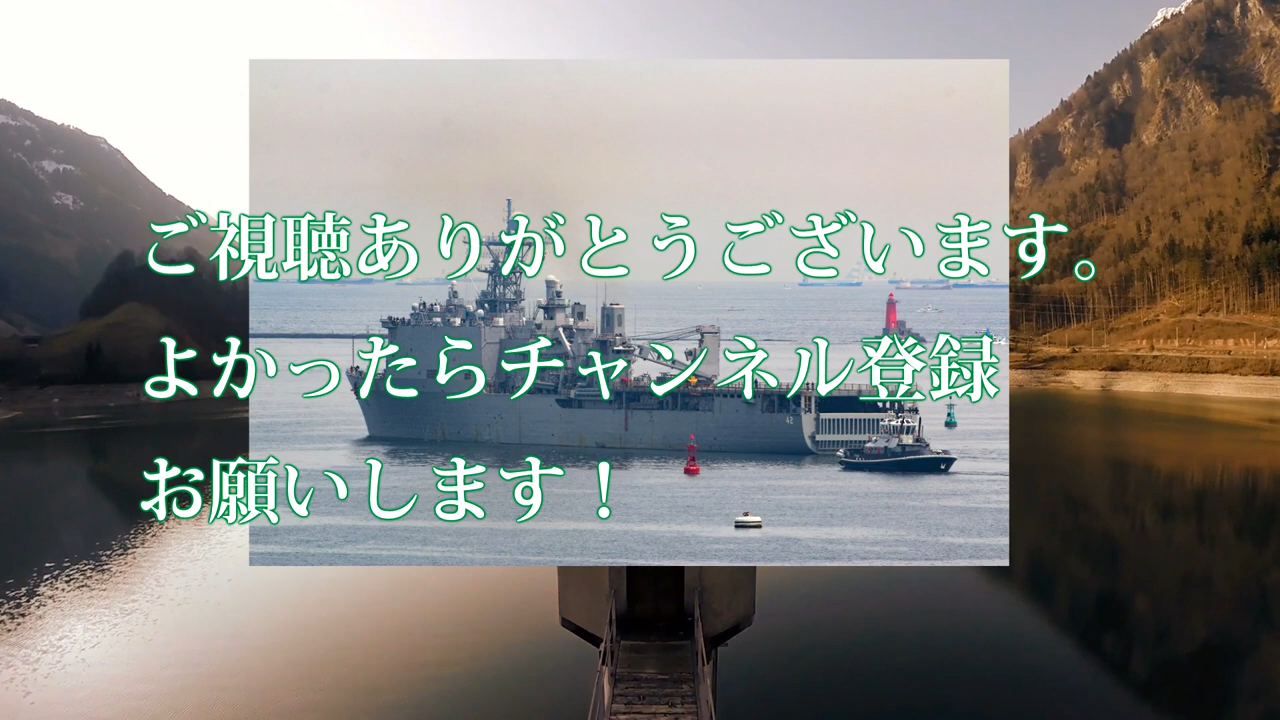 ご視聴ありがとうございます。
よかったらチャンネル登録
お願いします！
42